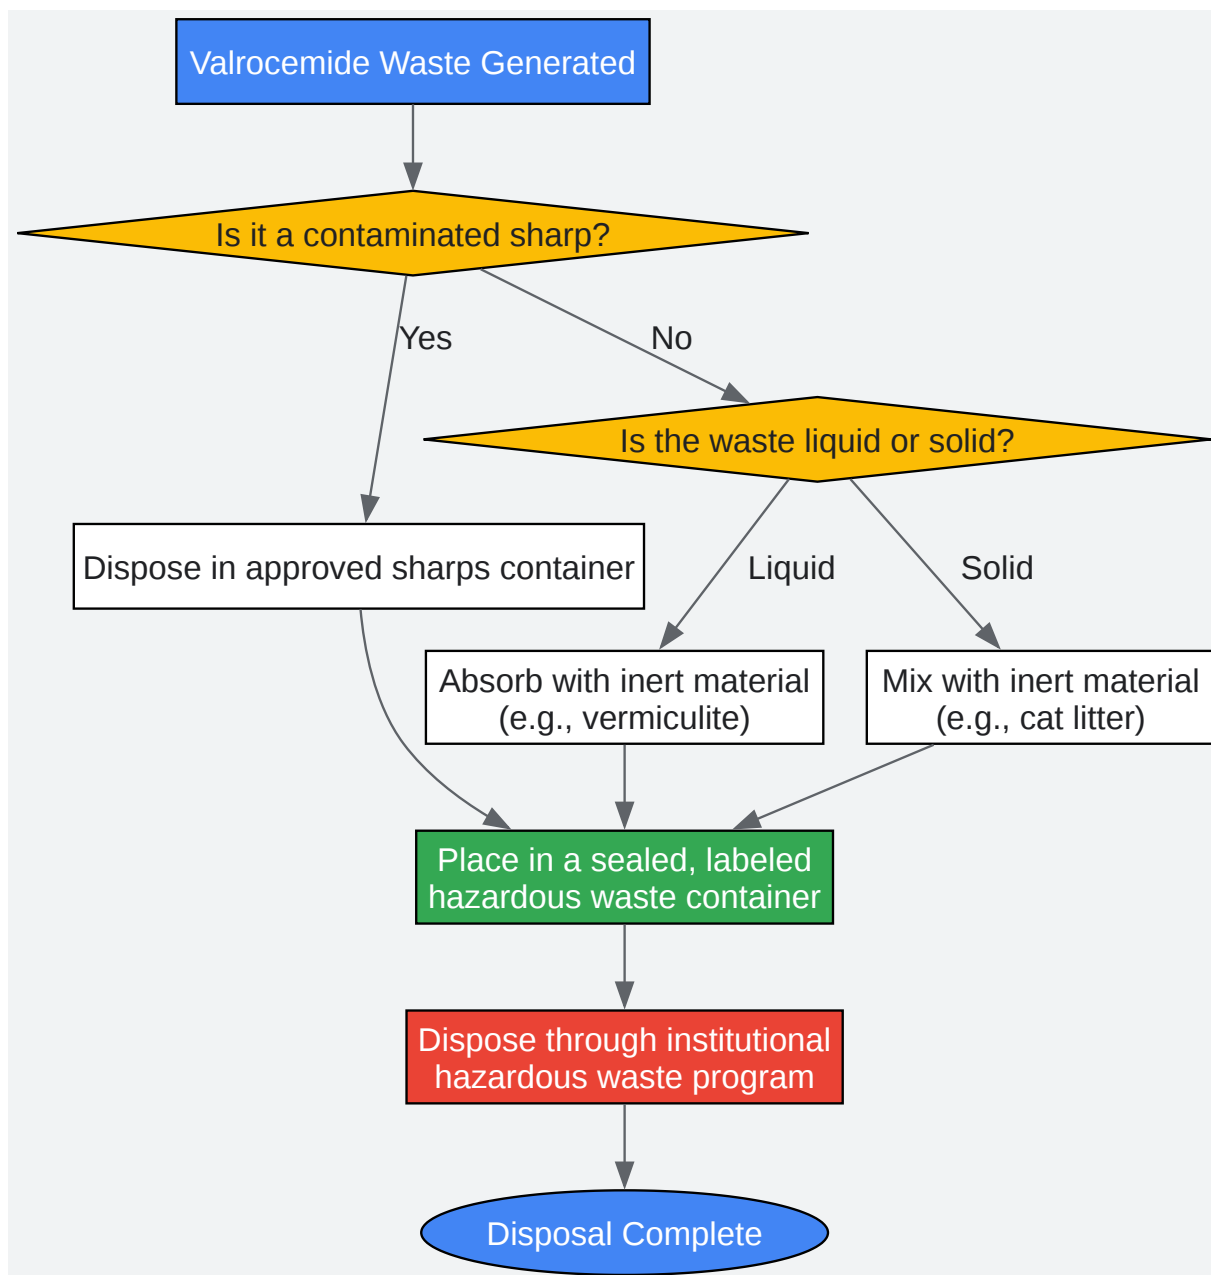 Valrocemide Waste Generated
Is it a contaminated sharp?
Yes
No
Is the waste liquid or solid?
Dispose in approved sharps container
Liquid
Solid
Absorb with inert material
(e.g., vermiculite)
Mix with inert material
(e.g., cat litter)
Place in a sealed, labeled
hazardous waste container
Dispose through institutional
hazardous waste program
Disposal Complete